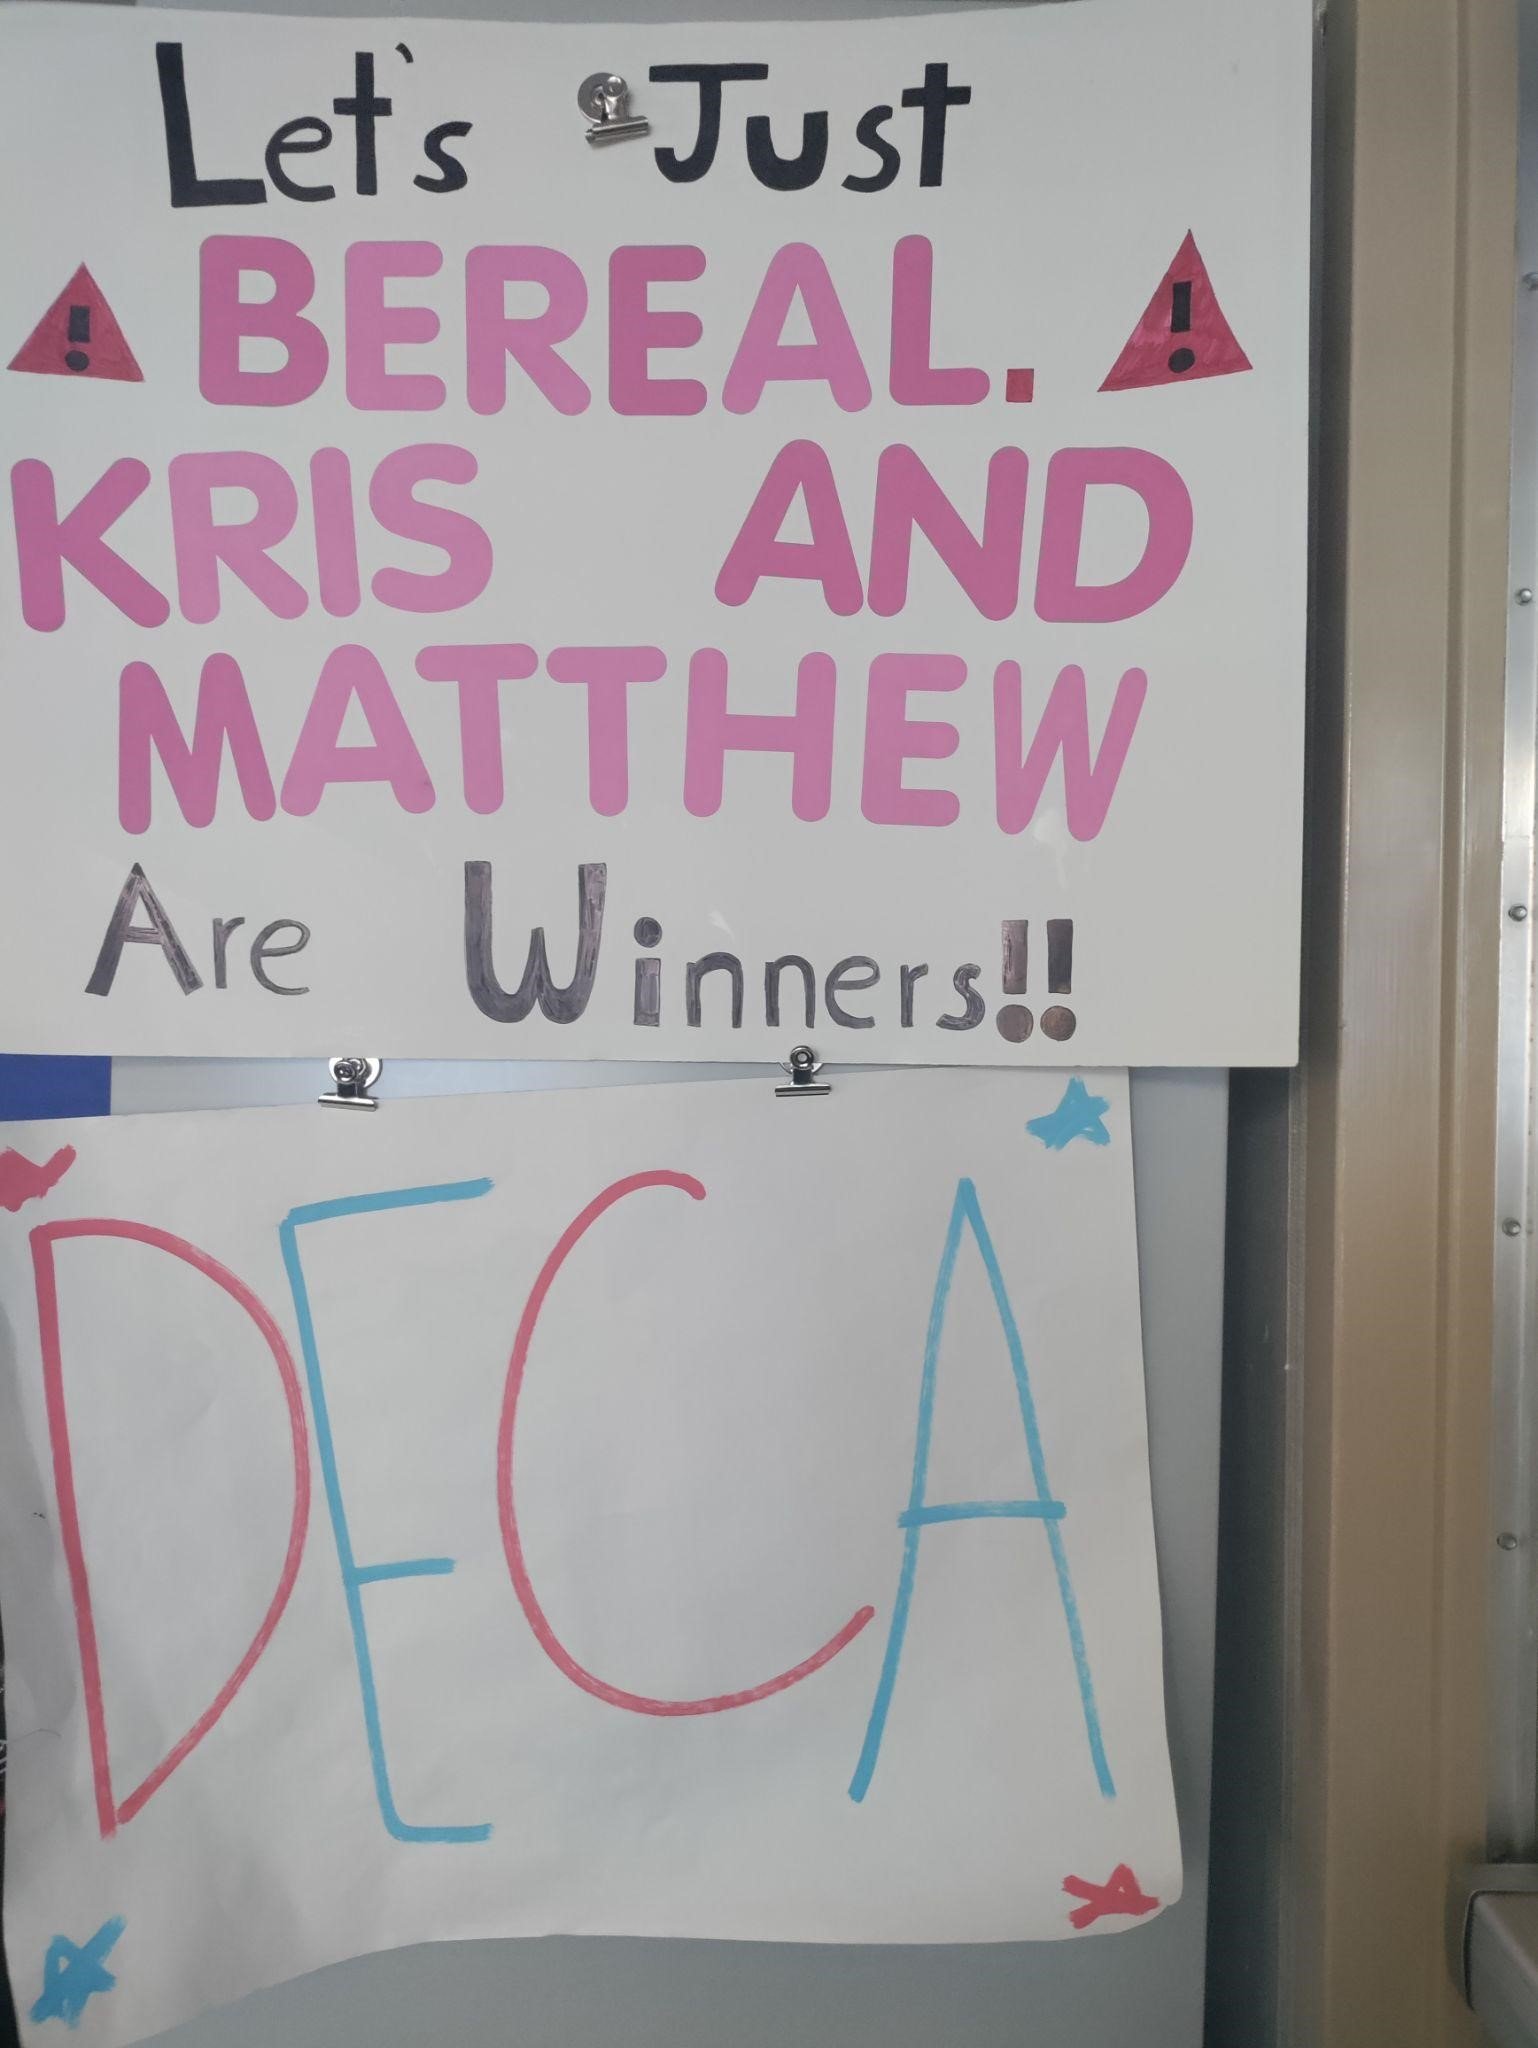 Let's Just
! BEREAL. !
KRIS AND
MATTHEW
Are Winners!!
DECA